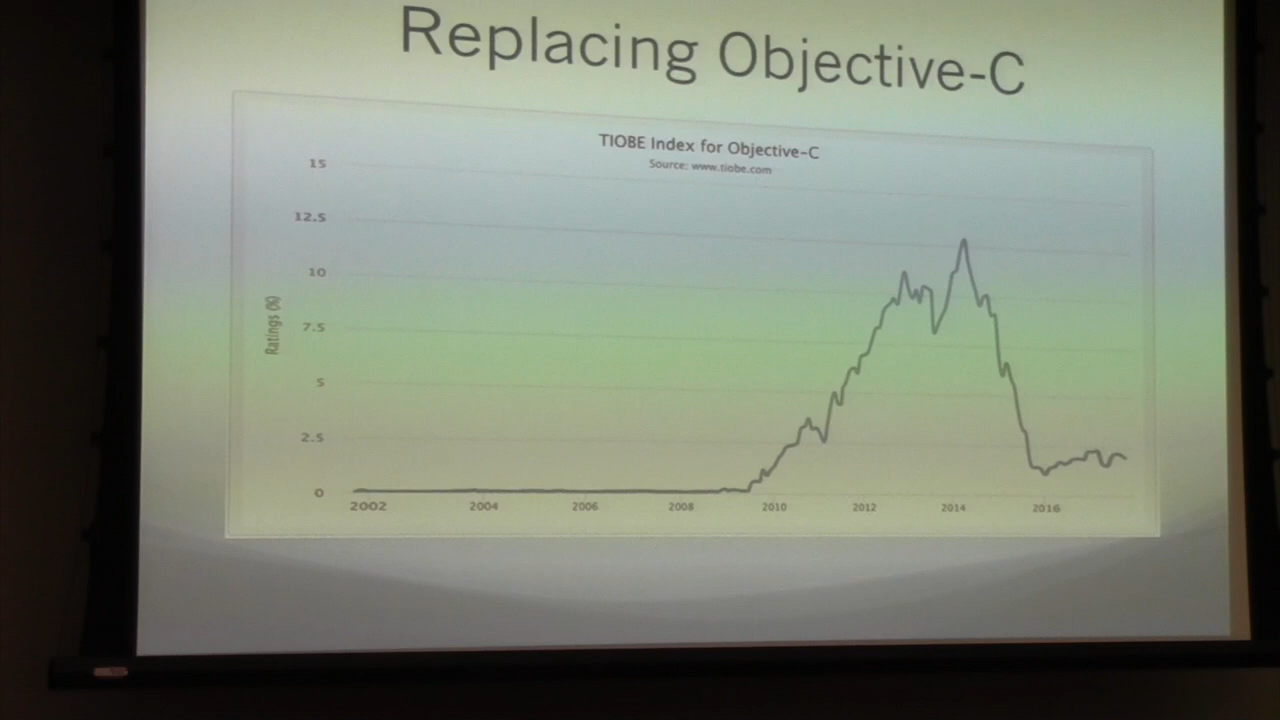 Replacing Objective-C
TIOBE Index for Objective-C
Source: www.tiobe.com
15
12.5
10
7.5
5
2.5
0
Ratings (%)
2002 2004 2006 2008 2010 2012 2014 2016